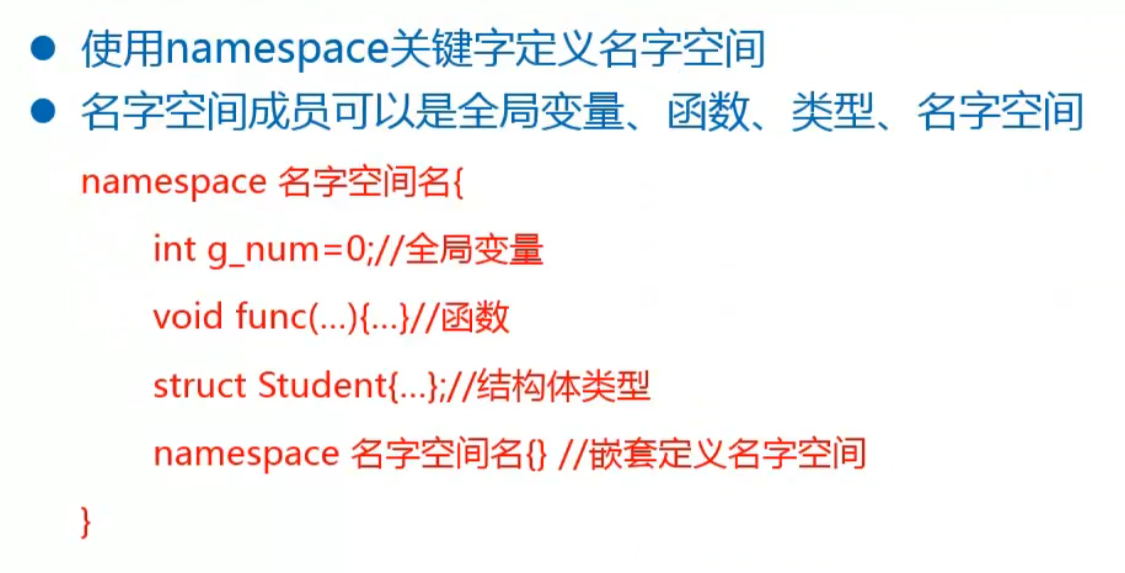 ● 使用namespace关键字定义名字空间
● 名字空间成员可以是全局变量、函数、类型、名字空间
namespace 名字空间名{
int g_num=0;//全局变量
void func(...){...}//函数
struct Student{...};//结构体类型
namespace 名字空间名{} //嵌套定义名字空间
}